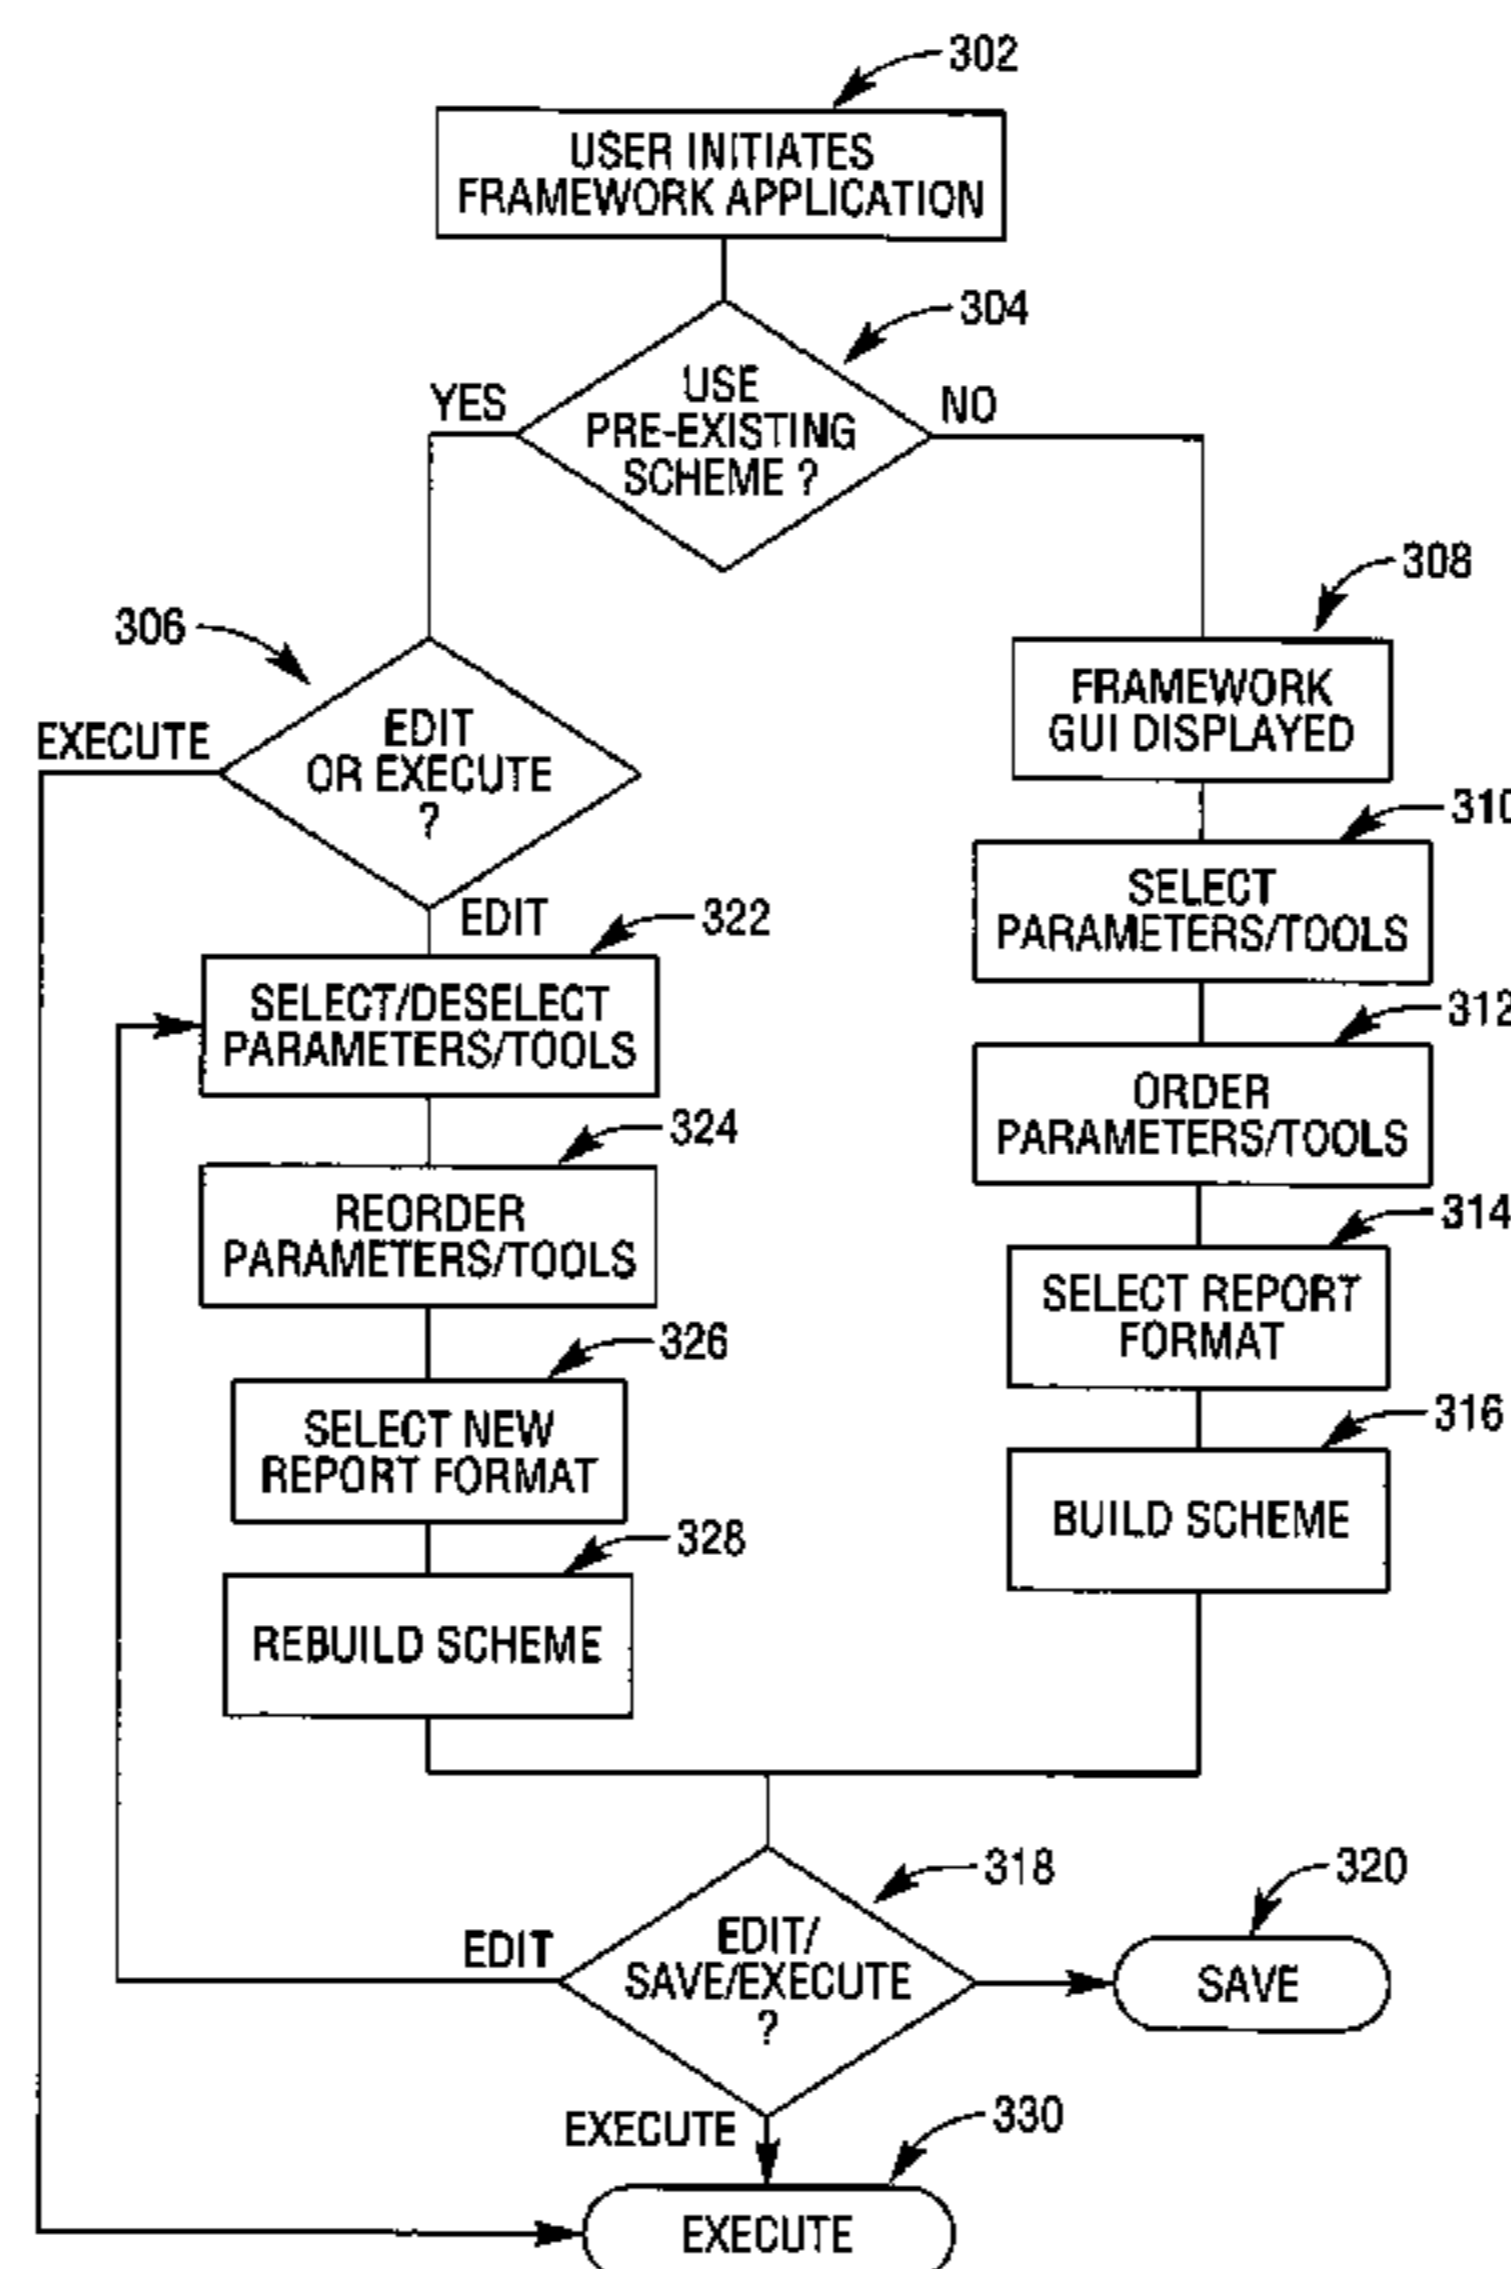 302
USER INITIATES
FRAMEWORK APPLICATION
304
USE
PRE-EXISTING
SCHEME ?
YES
NO
306
308
EDIT
OR EXECUTE
?
EXECUTE
EDIT
FRAMEWORK
GUI DISPLAYED
310
SELECT
PARAMETERS/TOOLS
322
SELECT/DESELECT
PARAMETERS/TOOLS
312
ORDER
PARAMETERS/TOOLS
324
REORDER
PARAMETERS/TOOLS
314
SELECT REPORT
FORMAT
326
SELECT NEW
REPORT FORMAT
316
BUILD SCHEME
328
REBUILD SCHEME
318
EDIT/
SAVE/EXECUTE
?
EDIT
320
SAVE
EXECUTE
330
EXECUTE